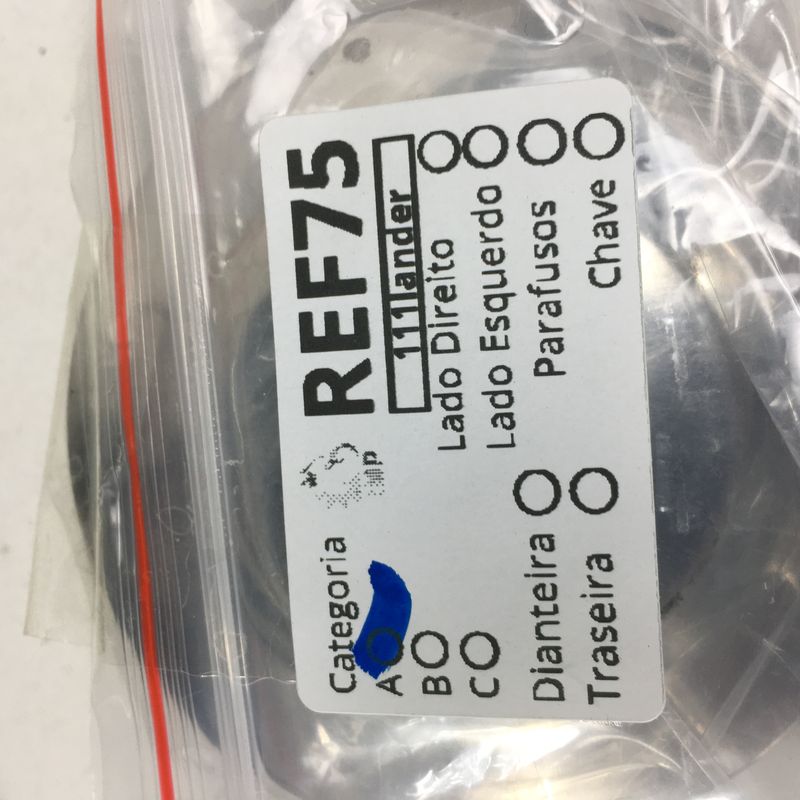 Categoria
A
B
C
Dianteira
Traseira
REF75
111lander
Lado Direito
Lado Esquerdo
Parafusos
Chave